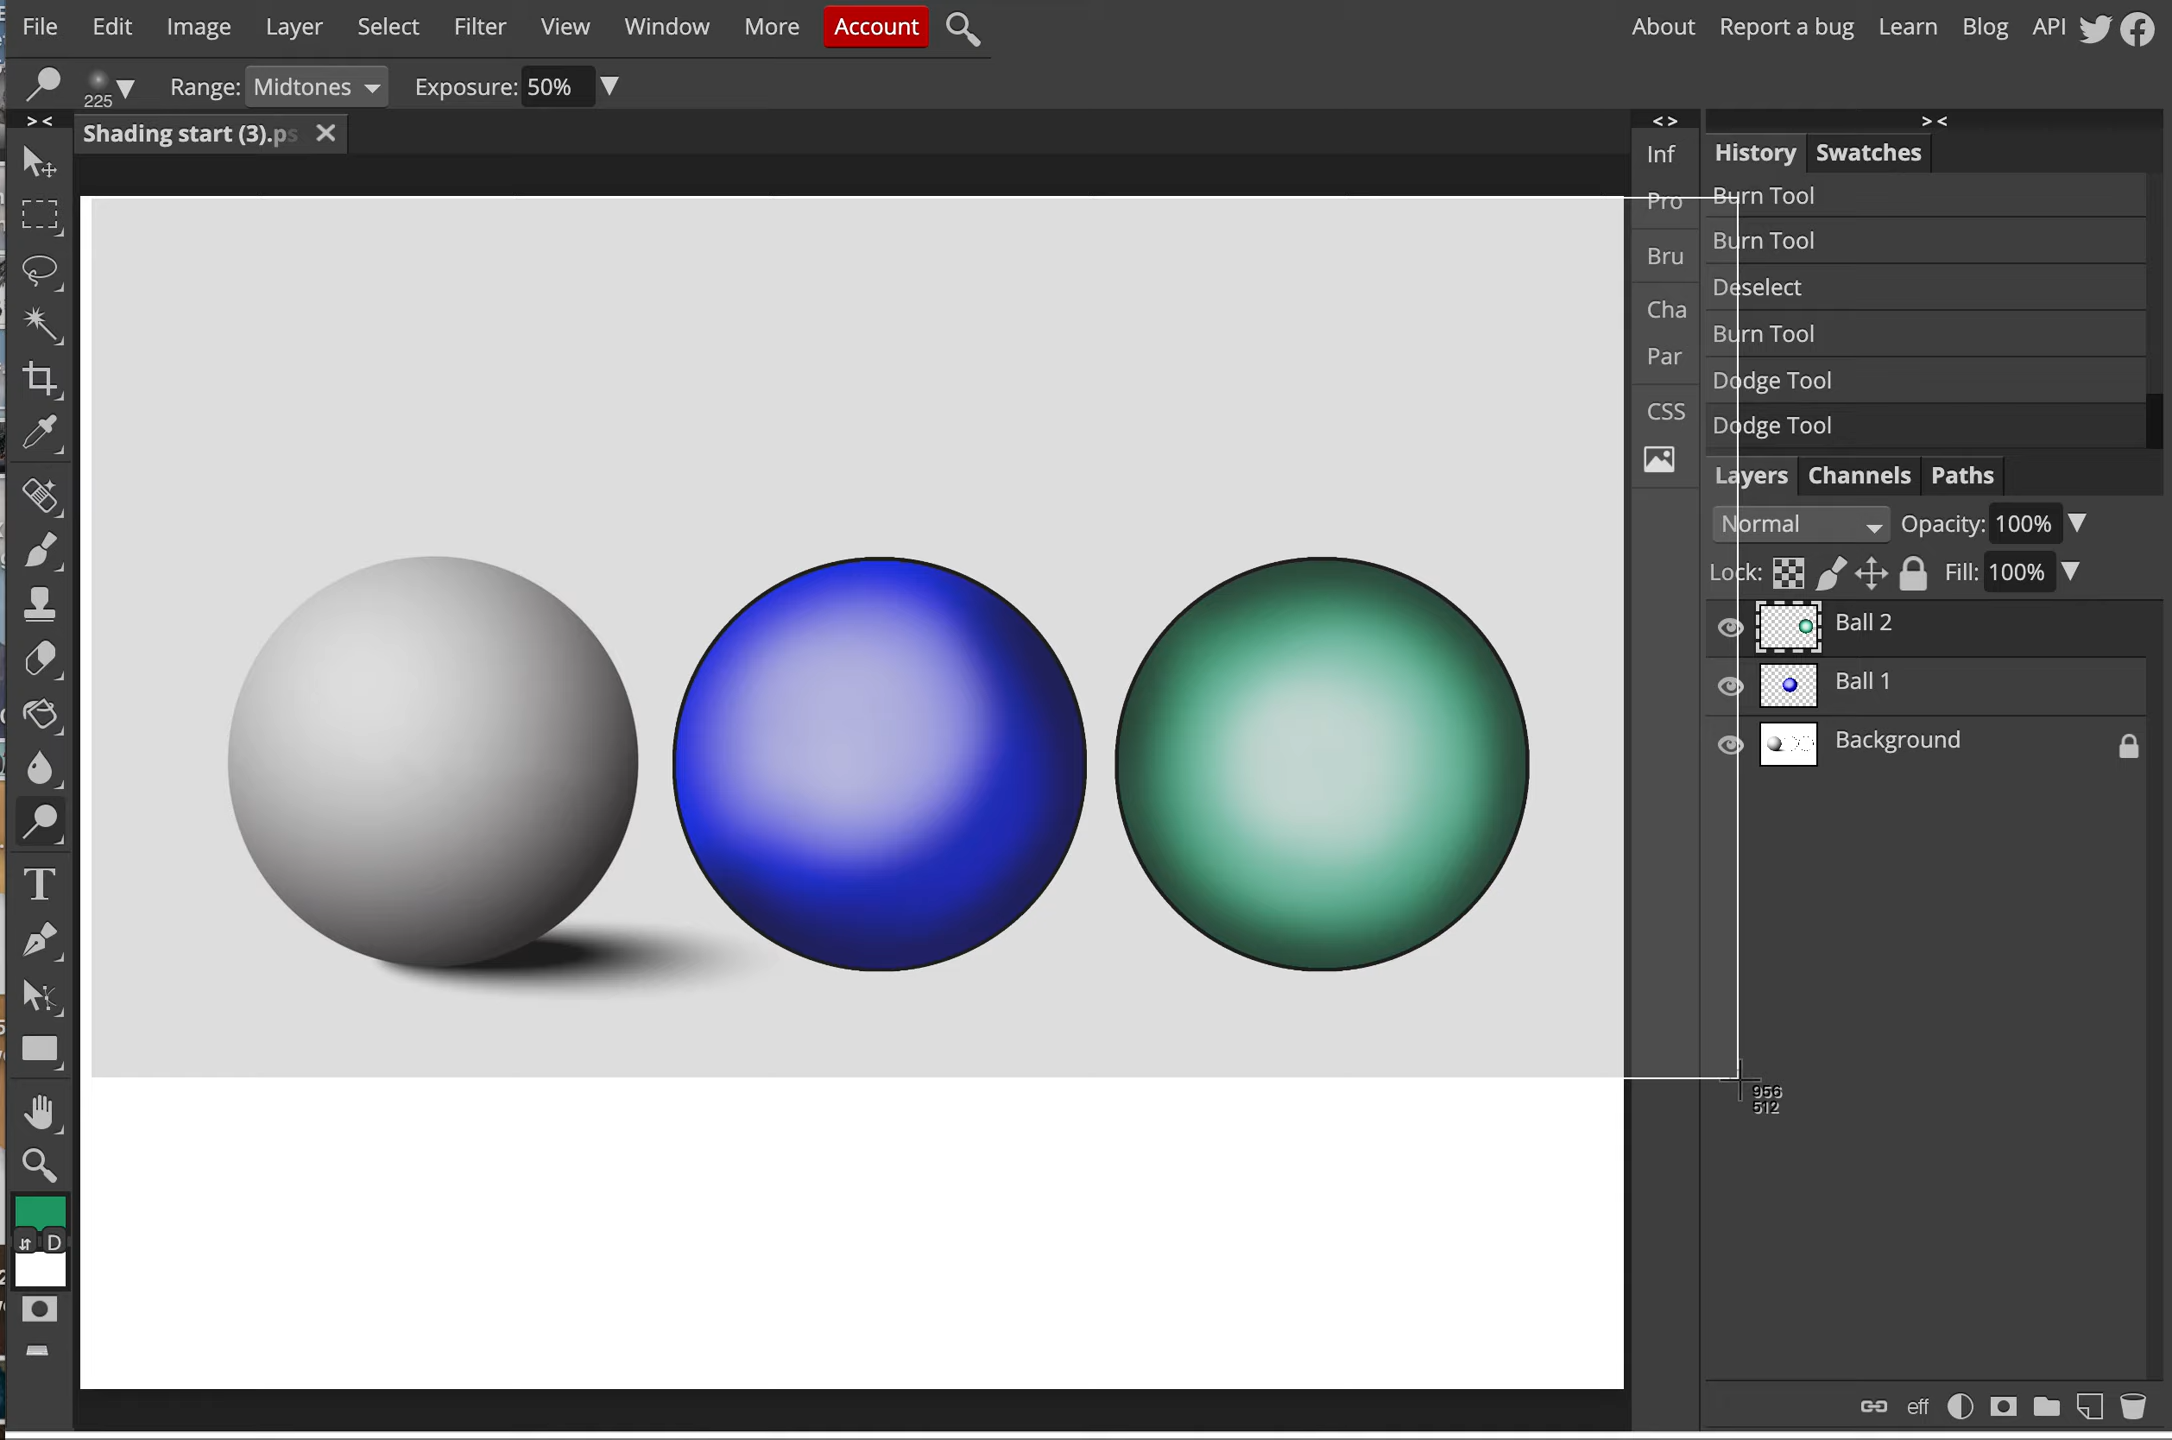 File Edit Image Layer Select Filter View Window More Account About Report a bug Learn Blog API
225 Range: Midtones Exposure: 50%
> < < > > <
Shading start (3).ps
History Swatches
Inf
Pro
Bru
Cha
Par
CSS
Burn Tool
Burn Tool
Deselect
Burn Tool
Dodge Tool
Dodge Tool
Layers Channels Paths
Normal Opacity: 100%
Lock: Fill: 100%
Ball 2
Ball 1
Background
956
512
T
D
eff